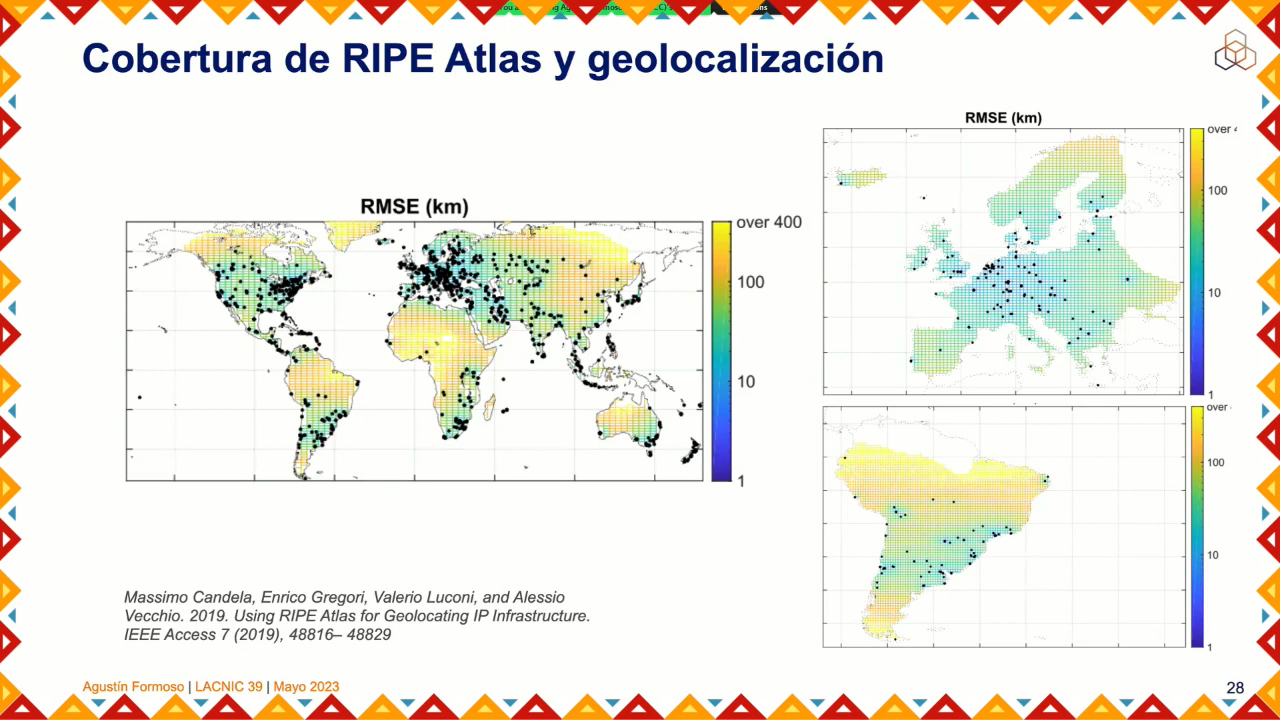 Cobertura de RIPE Atlas y geolocalización
RMSE (km)
over 400
100
10
1
RMSE (km)
over
100
10
1
over
100
10
1
Massimo Candela, Enrico Gregori, Valerio Luconi, and Alessio
Vecchio. 2019. Using RIPE Atlas for Geolocating IP Infrastructure.
IEEE Access 7 (2019), 48816– 48829
Agustín Formoso | LACNIC 39 | Mayo 2023
28